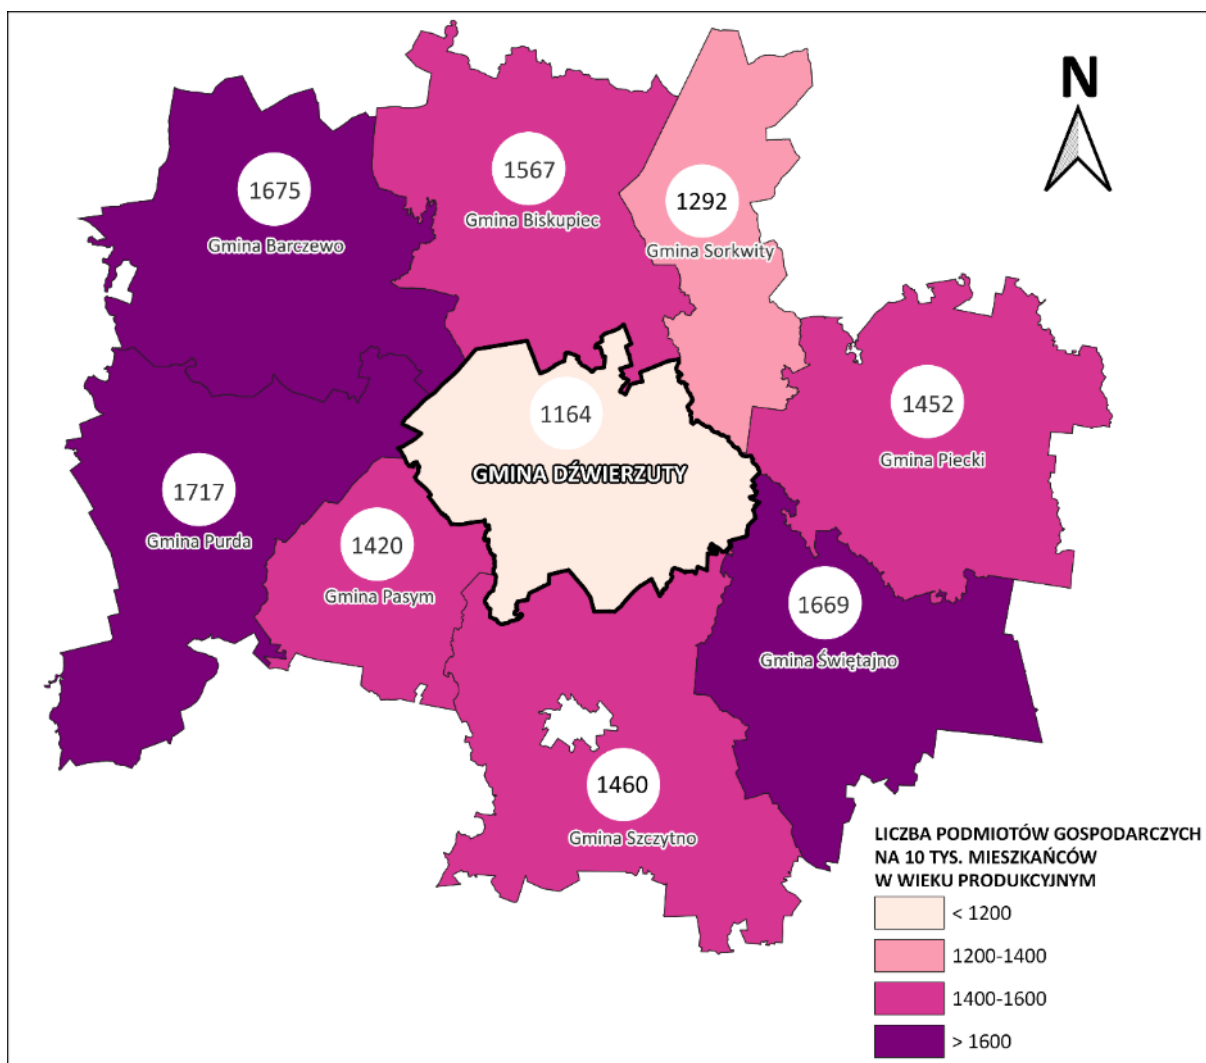 N
1567
Gmina Biskupiec
1675
Gmina Barczewo
1292
Gmina Sorkwity
1164
GMINA DŹWIERZUTY
1452
Gmina Piecki
1717
Gmina Purda
1420
Gmina Pasym
1669
Gmina Świętajno
1460
Gmina Szczytno
LICZBA PODMIOTÓW GOSPODARCZYCH
NA 10 TYS. MIESZKAŃCÓW
W WIEKU PRODUKCYJNYM
< 1200
1200-1400
1400-1600
> 1600